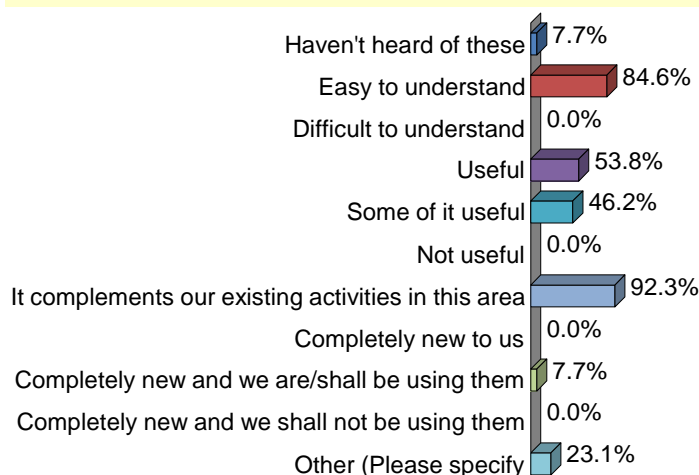 Haven't heard of these 7.7%
Easy to understand 84.6%
Difficult to understand 0.0%
Useful 53.8%
Some of it useful 46.2%
Not useful 0.0%
It complements our existing activities in this area 92.3%
Completely new to us 0.0%
Completely new and we are/shall be using them 7.7%
Completely new and we shall not be using them 0.0%
Other (Please specify 23.1%